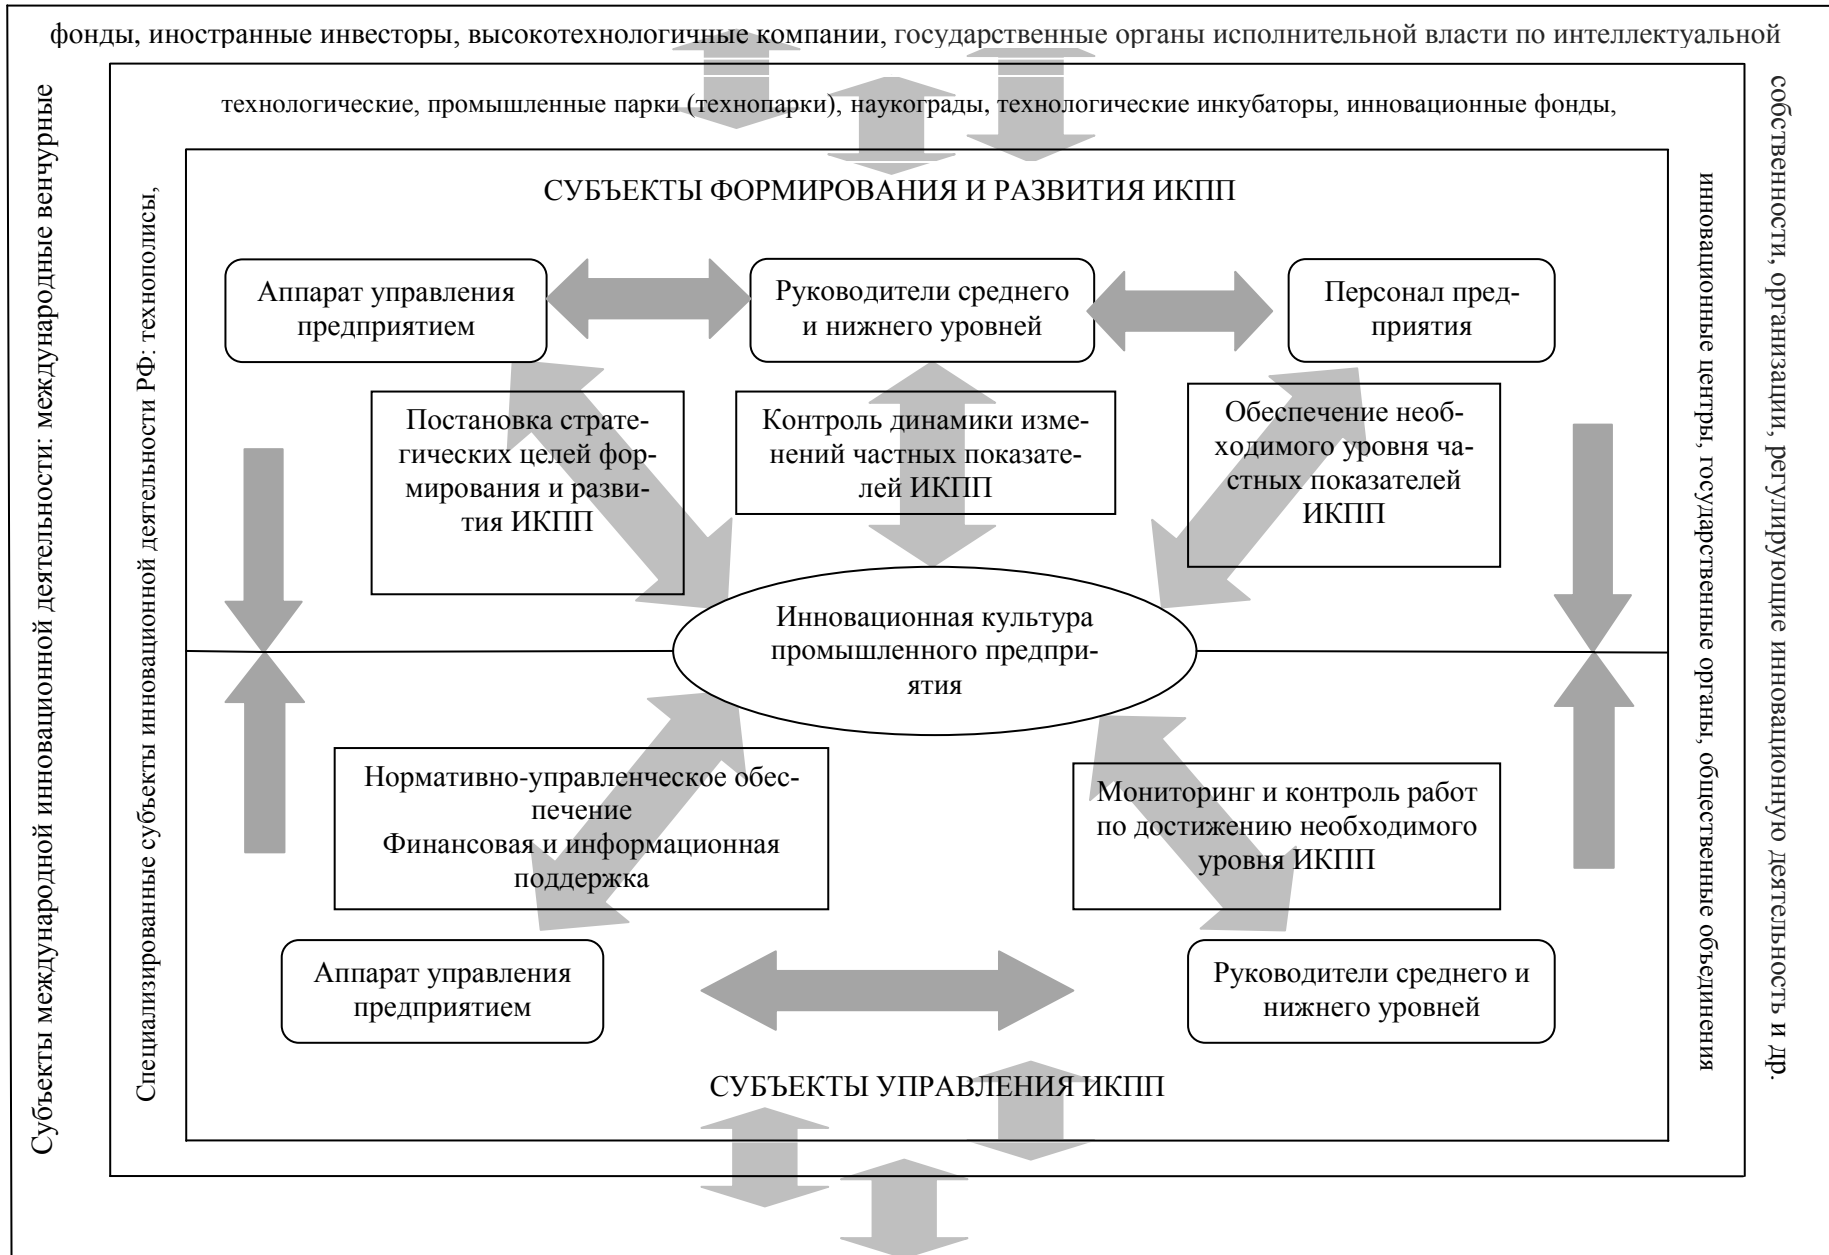 Субъекты международной инновационной деятельности: международные венчурные
фонды, иностранные инвесторы, высокотехнологичные компании, государственные органы исполнительной власти по интеллектуальной
собственности, организации, регулирующие инновационную деятельность и др.
Специализированные субъекты инновационной деятельности РФ: технополисы,
технологические, промышленные парки (технопарки), наукограды, технологические инкубаторы, инновационные фонды,
инновационные центры, государственные органы, общественные объединения
СУБЪЕКТЫ ФОРМИРОВАНИЯ И РАЗВИТИЯ ИКПП
Аппарат управления
предприятием
Руководители среднего
и нижнего уровней
Персонал пред-
приятия
Постановка страте-
гических целей фор-
мирования и разви-
тия ИКПП
Контроль динамики изме-
нений частных показате-
лей ИКПП
Обеспечение необ-
ходимого уровня ча-
стных показателей
ИКПП
Инновационная культура
промышленного предпри-
ятия
Нормативно-управленческое обес-
печение
Финансовая и информационная
поддержка
Мониторинг и контроль работ
по достижению необходимого
уровня ИКПП
Аппарат управления
предприятием
Руководители среднего и
нижнего уровней
СУБЪЕКТЫ УПРАВЛЕНИЯ ИКПП